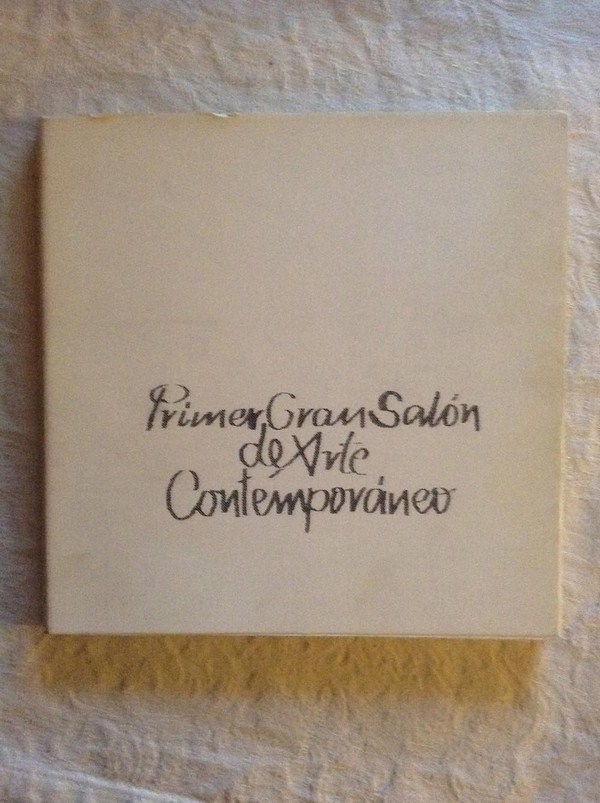 Primer Gran Salón
de Arte
Contemporáneo